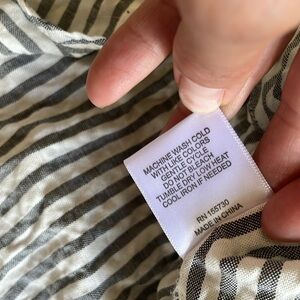 MACHINE WASH COLD
WITH LIKE COLORS
GENTLE CYCLE
DO NOT BLEACH
TUMBLE DRY LOW HEAT
COOL IRON IF NEEDED
RN 155730
MADE IN CHINA